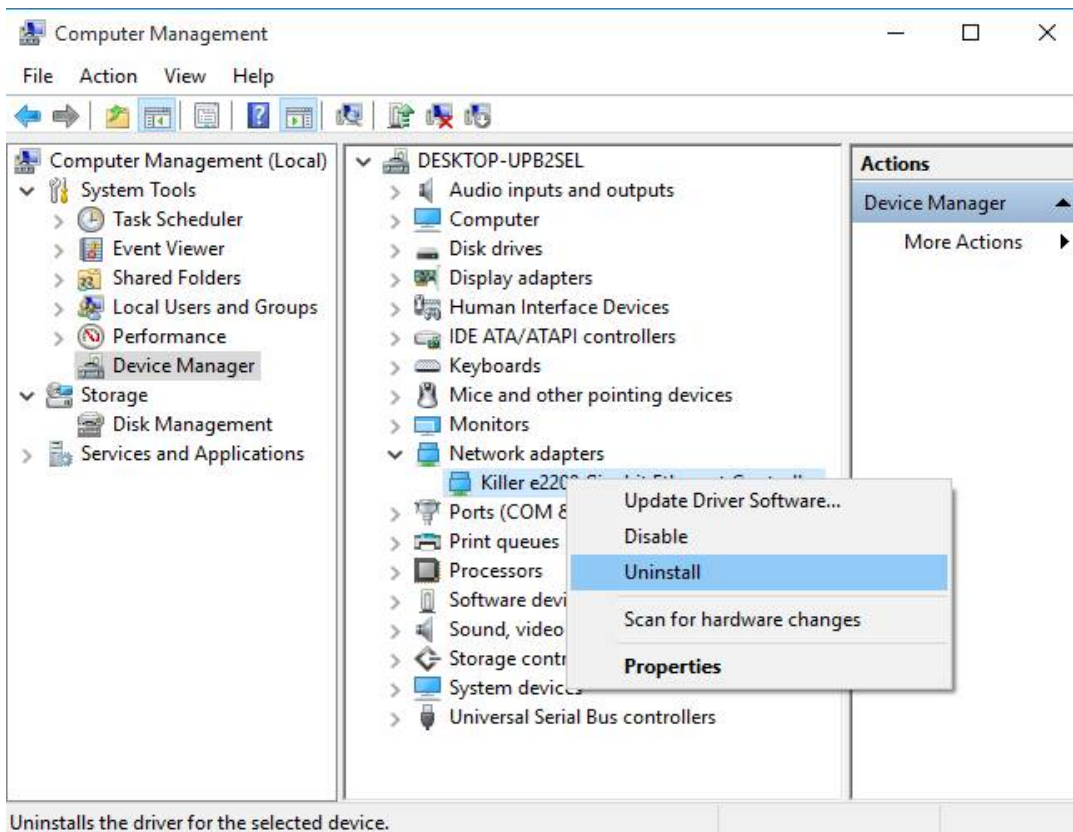 Computer Management
File Action View Help
Computer Management (Local)
System Tools
Task Scheduler
Event Viewer
Shared Folders
Local Users and Groups
Performance
Device Manager
Storage
Disk Management
Services and Applications
DESKTOP-UPB2SEL
Audio inputs and outputs
Computer
Disk drives
Display adapters
Human Interface Devices
IDE ATA/ATAPI controllers
Keyboards
Mice and other pointing devices
Monitors
Network adapters
Killer
Ports (COM &
Print queues
Processors
Software
Sound, video
Storage
System devices
Universal Serial Bus controllers
Update Driver Software...
Disable
Uninstall
Scan for hardware changes
Properties
Actions
Device Manager
More Actions
Uninstalls the driver for the selected device.